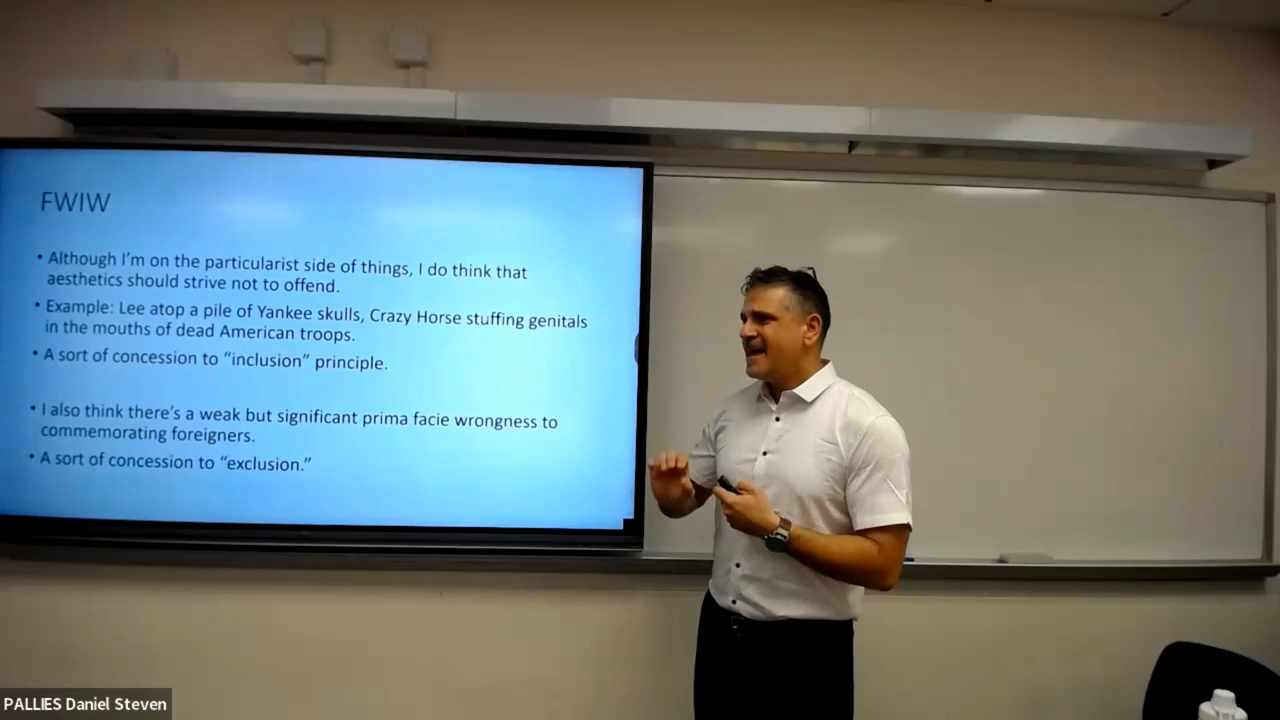 FWIW
• Although I'm on the particularist side of things, I do think that
aesthetics should strive not to offend.
• Example: Lee atop a pile of Yankee skulls, Crazy Horse stuffing genitals
in the mouths of dead American troops.
• A sort of concession to “inclusion” principle.
• I also think there's a weak but significant prima facie wrongness to
commemorating foreigners.
• A sort of concession to “exclusion.”
PALLIES Daniel Steven